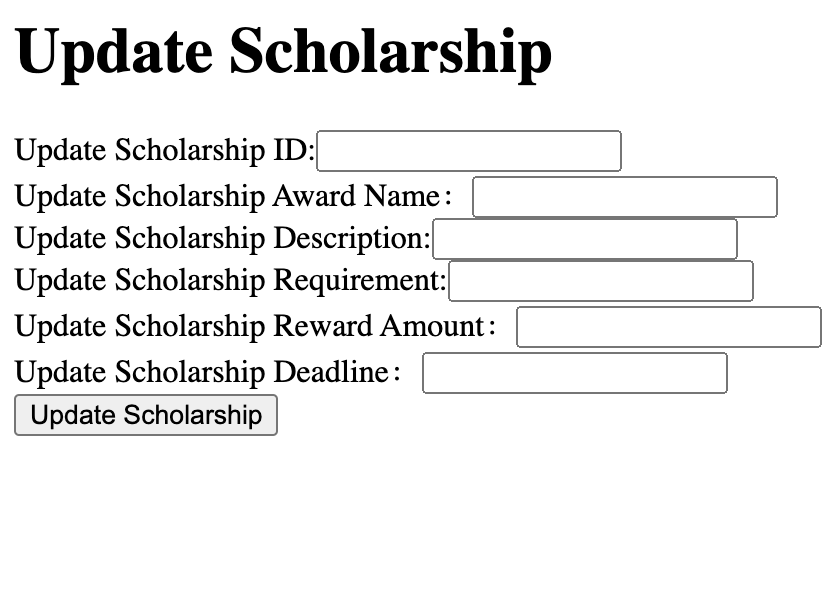 Update Scholarship
Update Scholarship ID:
Update Scholarship Award Name：
Update Scholarship Description:
Update Scholarship Requirement:
Update Scholarship Reward Amount：
Update Scholarship Deadline：
Update Scholarship